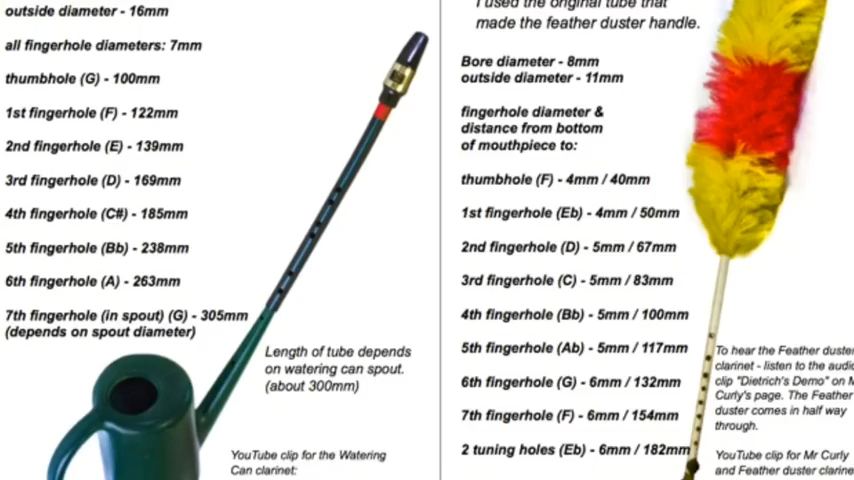 outside diameter - 16mm
all fingerhole diameters: 7mm
thumbhole (G) - 100mm
1st fingerhole (F) - 122mm
2nd fingerhole (E) - 139mm
3rd fingerhole (D) - 169mm
4th fingerhole (C#) - 185mm
5th fingerhole (Bb) - 238mm
6th fingerhole (A) - 263mm
7th fingerhole (in spout) (G) - 305mm
(depends on spout diameter)
Length of tube depends
on watering can spout.
(about 300mm)
YouTube clip for the Watering
Can clarinet:
I used the original tube that
made the feather duster handle.
Bore diameter - 8mm
outside diameter - 11mm
fingerhole diameter &
distance from bottom
of mouthpiece to:
thumbhole (F) - 4mm / 40mm
1st fingerhole (Eb) - 4mm / 50mm
2nd fingerhole (D) - 5mm / 67mm
3rd fingerhole (C) - 5mm / 83mm
4th fingerhole (Bb) - 5mm / 100mm
5th fingerhole (Ab) - 5mm / 117mm
6th fingerhole (G) - 6mm / 132mm
7th fingerhole (F) - 6mm / 154mm
2 tuning holes (Eb) - 6mm / 182mm
To hear the Feather duster
clarinet - listen to the audio
clip "Dietrich's Demo" on M
Curly's page. The Feather
duster comes in half way
through.
YouTube clip for Mr Curly
and Feather duster clarine